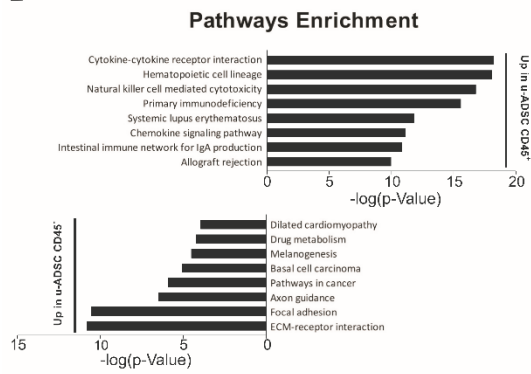 Pathways Enrichment
Cytokine-cytokine receptor interaction
Hematopoietic cell lineage
Natural killer cell mediated cytotoxicity
Primary immunodeficiency
Systemic lupus erythematosus
Chemokine signaling pathway
Intestinal immune network for IgA production
Allograft rejection
0 5 10 15 20
-log(p-Value)
Up in u-ADSC CD45⁺
Dilated cardiomyopathy
Drug metabolism
Melanogenesis
Basal cell carcinoma
Pathways in cancer
Axon guidance
Focal adhesion
ECM-receptor interaction
15 10 5 0
-log(p-Value)
Up in u-ADSC CD45⁻